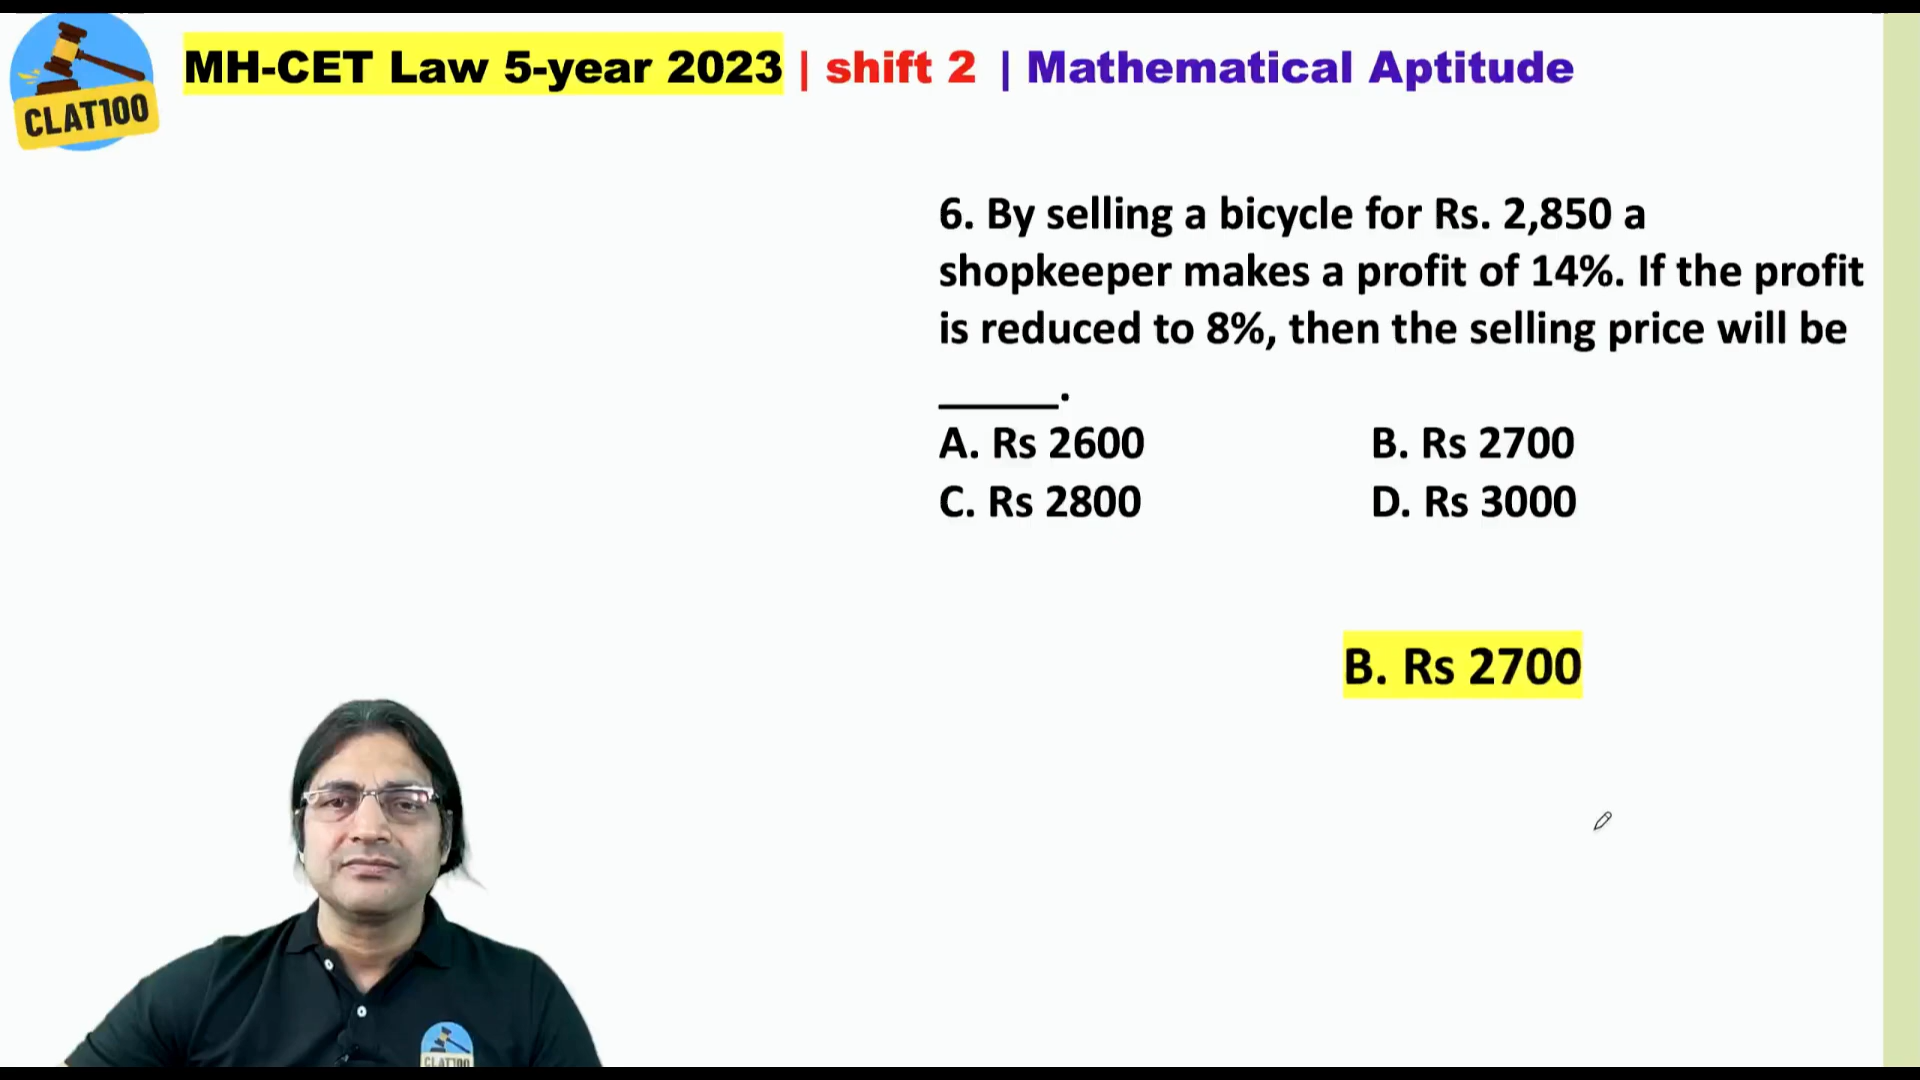 CLAT100
MH-CET Law 5-year 2023 | shift 2 | Mathematical Aptitude
6. By selling a bicycle for Rs. 2,850 a
shopkeeper makes a profit of 14%. If the profit
is reduced to 8%, then the selling price will be
______.
A. Rs 2600 B. Rs 2700
C. Rs 2800 D. Rs 3000
B. Rs 2700
CLAT100